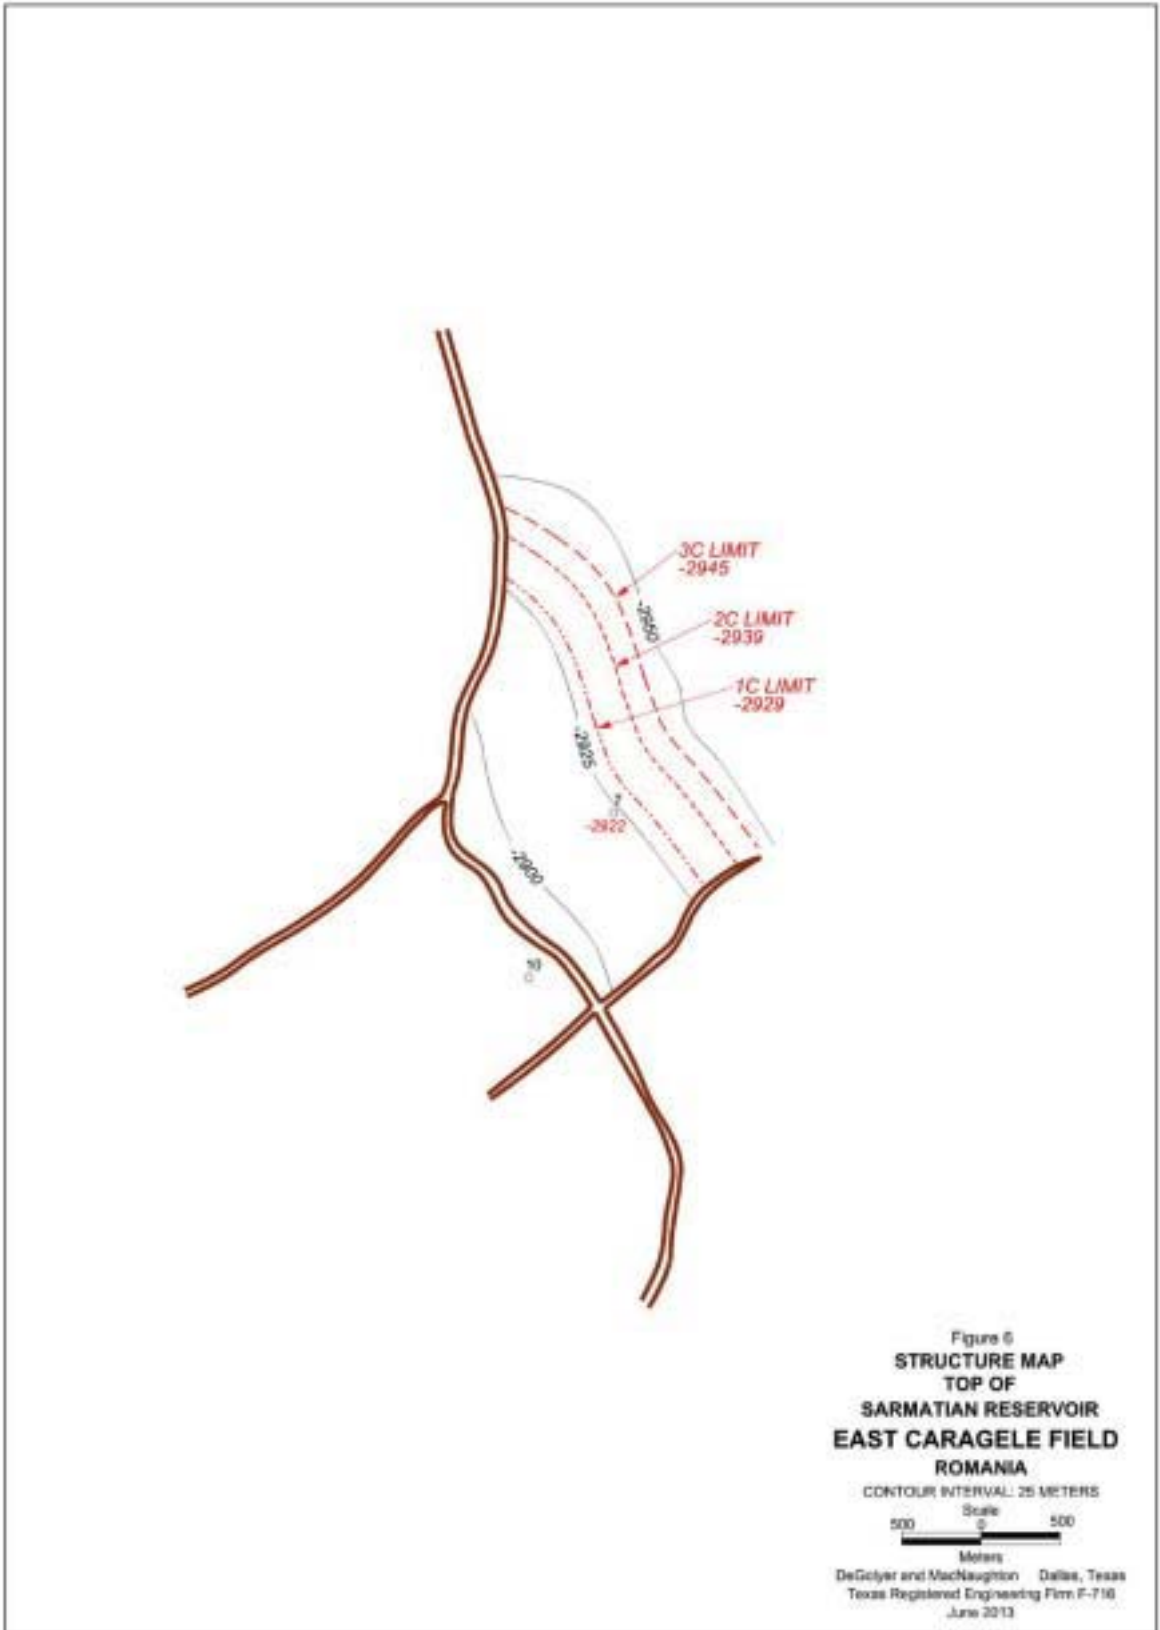 3C LIMIT
-2945
-2950
2C LIMIT
-2939
1C LIMIT
-2929
-2925
-2922
-2900
Figure 6
STRUCTURE MAP
TOP OF
SARMATIAN RESERVOIR
EAST CARAGELE FIELD
ROMANIA
CONTOUR INTERVAL: 25 METERS
Scale
500 0 500
Meters
DeGolyer and MacNaughton Dallas, Texas
Texas Registered Engineering Firm F-716
June 2013